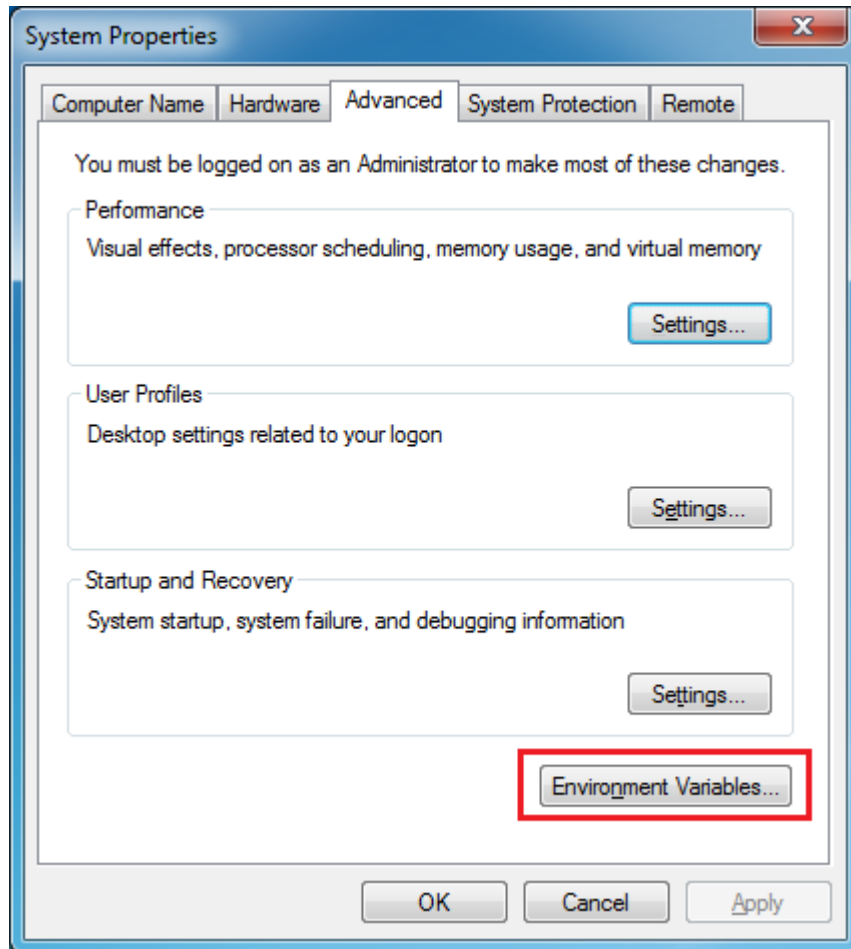 System Properties
Computer Name Hardware Advanced System Protection Remote
You must be logged on as an Administrator to make most of these changes.
Performance
Visual effects, processor scheduling, memory usage, and virtual memory
Settings...
User Profiles
Desktop settings related to your logon
Settings...
Startup and Recovery
System startup, system failure, and debugging information
Settings...
Environment Variables...
OK Cancel Apply